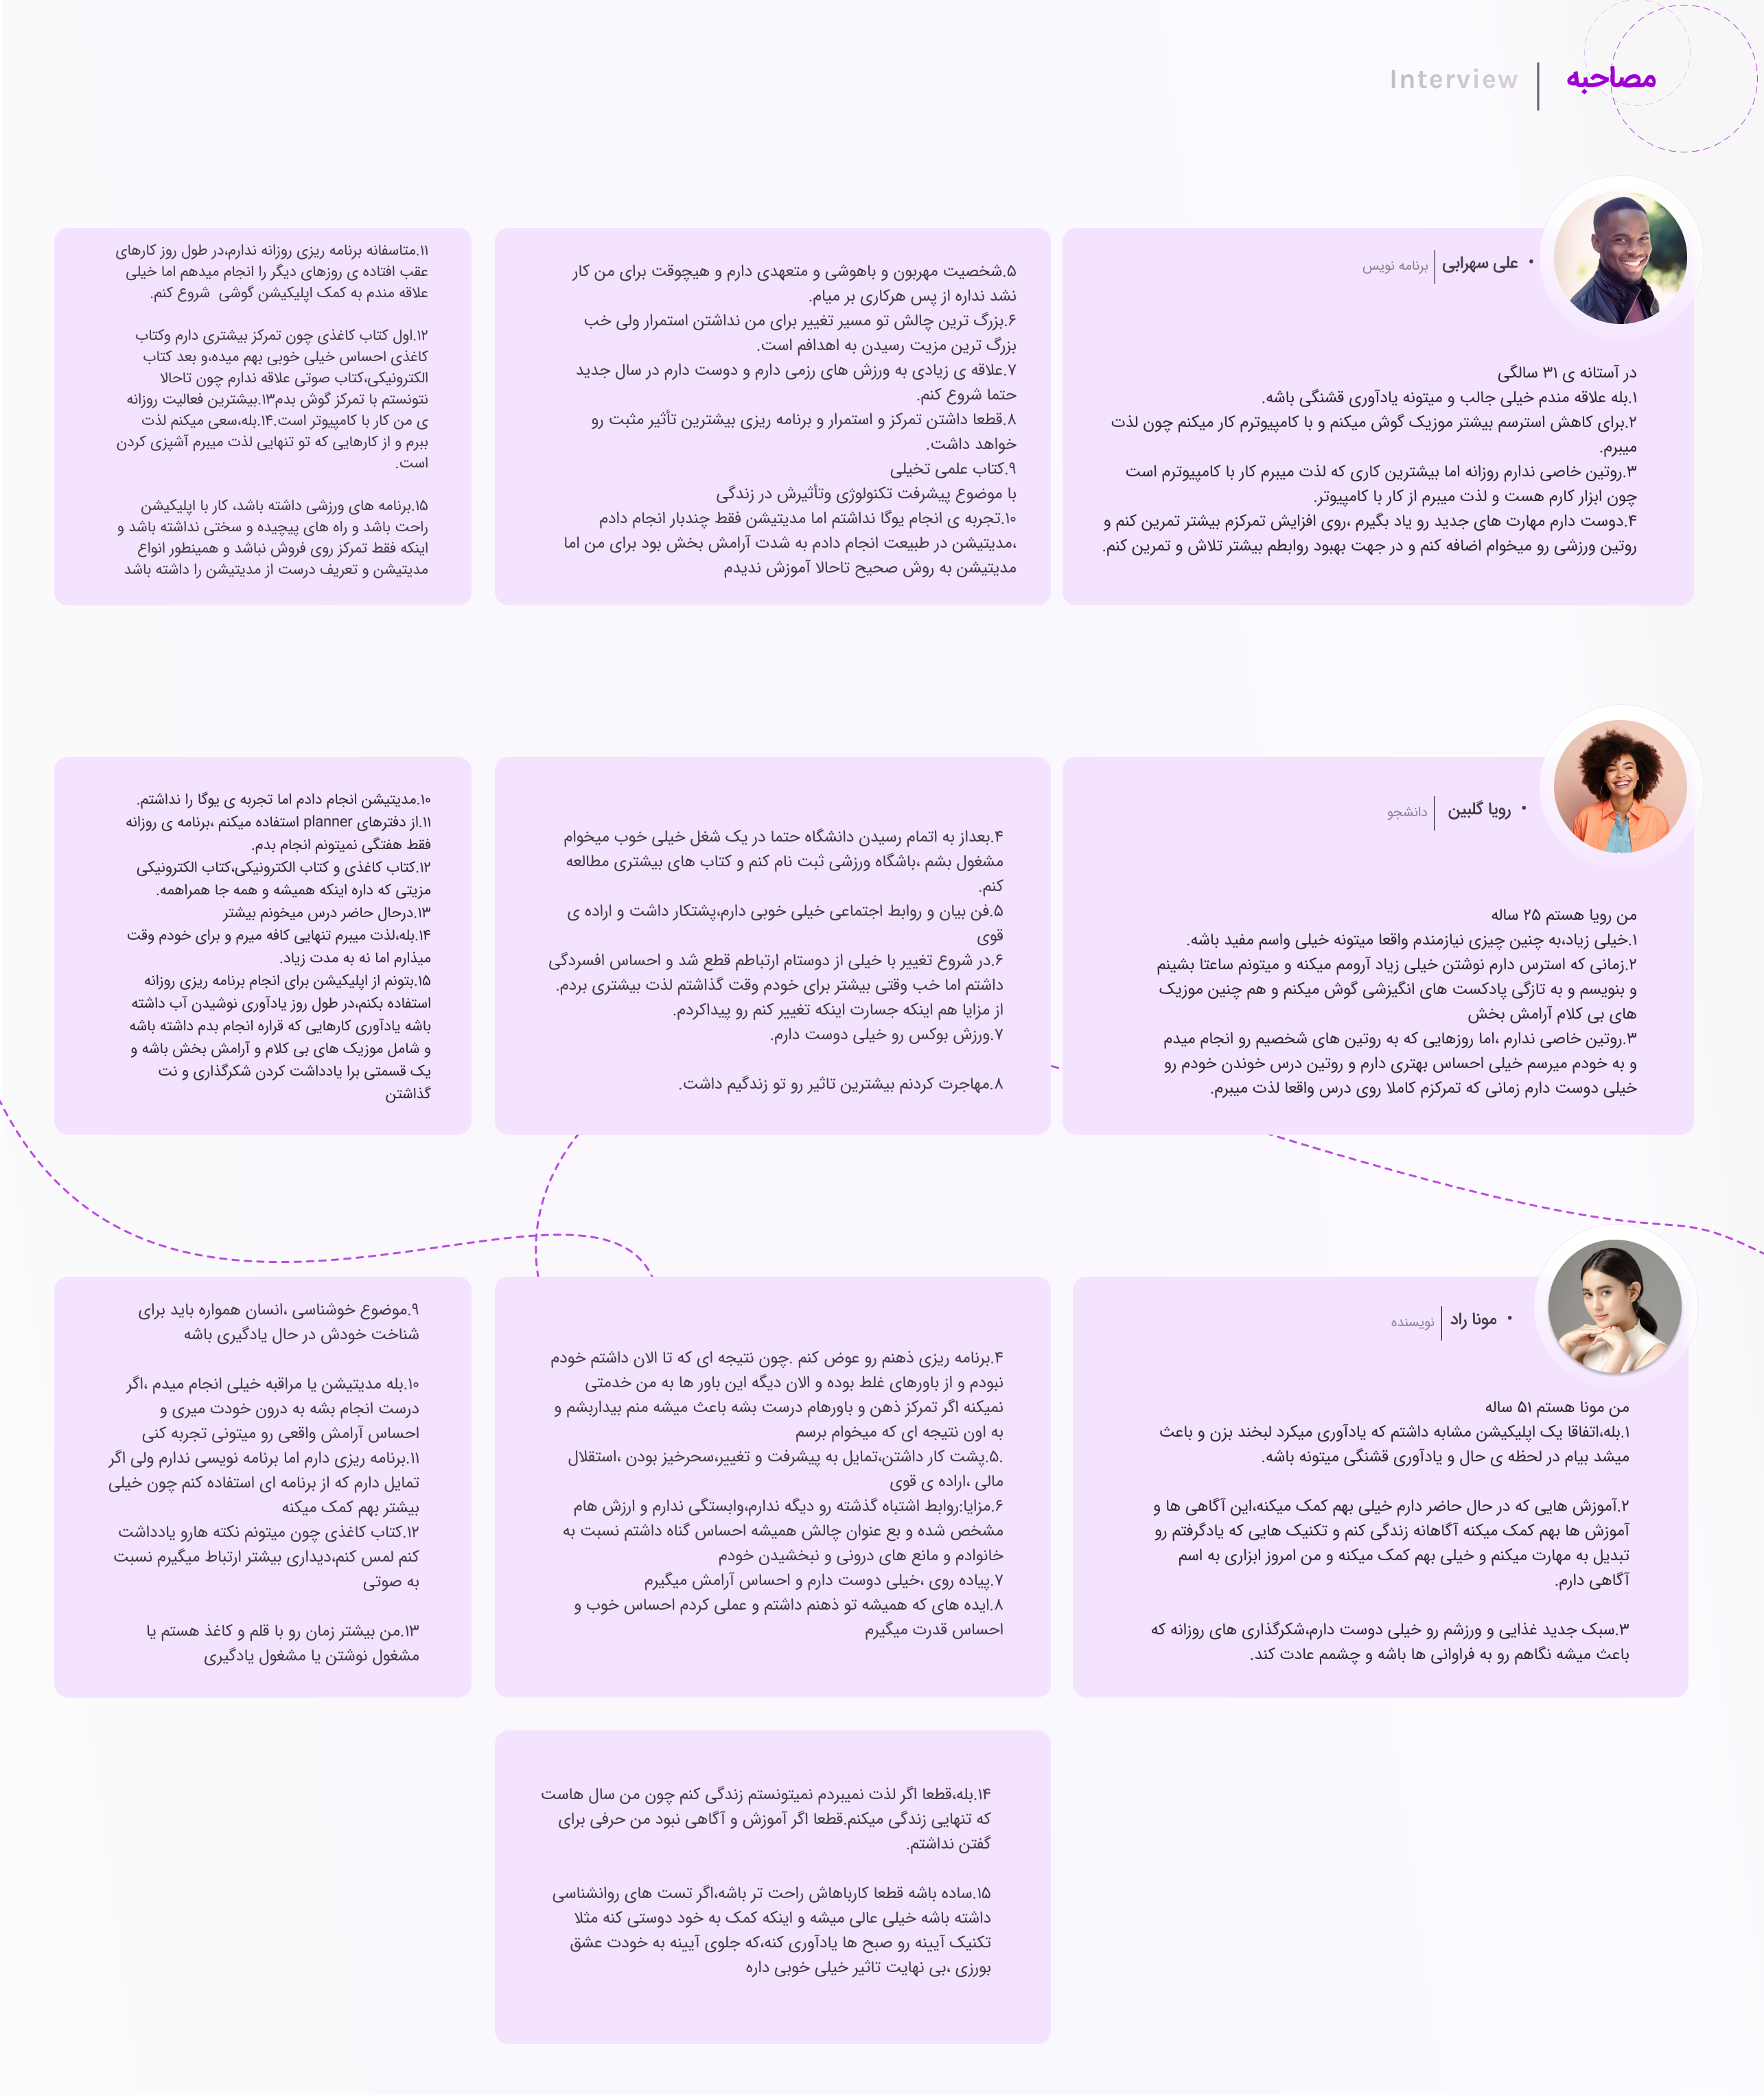 مصاحبه
Interview
علی سهرابی
برنامه نویس
در آستانه ی ۳۱ سالگی
۱.بله علاقه مندم خیلی جالب و میتونه یادآوری قشنگی باشه.
۲.برای کاهش استرسم بیشتر موزیک گوش میکنم و با کامپیوترم کار میکنم چون لذت
میبرم.
۳.روتین خاصی ندارم روزانه اما بیشترین کاری که لذت میبرم کار با کامپیوترم است
چون ابزار کارم هست و لذت میبرم از کار با کامپیوتر.
۴.دوست دارم مهارت های جدید رو یاد بگیرم ،روی افزایش تمرکزم بیشتر تمرین کنم و
روتین ورزشی رو میخوام اضافه کنم و در جهت بهبود روابطم بیشتر تلاش و تمرین کنم.
۵.شخصیت مهربون و باهوشی و متعهدی دارم و هیچوقت برای من کار
نشد نداره از پس هرکاری بر میام.
۶.بزرگ ترین چالش تو مسیر تغییر برای من نداشتن استمرار ولی خب
بزرگ ترین مزیت رسیدن به اهدافم است.
۷.علاقه ی زیادی به ورزش های رزمی دارم و دوست دارم در سال جدید
حتما شروع کنم.
۸.قطعا داشتن تمرکز و استمرار و برنامه ریزی بیشترین تأثیر مثبت رو
خواهد داشت.
۹.کتاب علمی تخیلی
با موضوع پیشرفت تکنولوژی وتأثیرش در زندگی
۱۰.تجربه ی انجام یوگا نداشتم اما مدیتیشن فقط چندبار انجام دادم
،مدیتیشن در طبیعت انجام دادم به شدت آرامش بخش بود برای من اما
مدیتیشن به روش صحیح تاحالا آموزش ندیدم
۱۱.متاسفانه برنامه ریزی روزانه ندارم،در طول روز کارهای
عقب افتاده ی روزهای دیگر را انجام میدهم اما خیلی
علاقه مندم به کمک اپلیکیشن گوشی شروع کنم.
۱۲.اول کتاب کاغذی چون تمرکز بیشتری دارم وکتاب
کاغذی احساس خیلی خوبی بهم میده،و بعد کتاب
الکترونیکی،کتاب صوتی علاقه ندارم چون تاحالا
نتونستم با تمرکز گوش بدم۱۳.بیشترین فعالیت روزانه
ی من کار با کامپیوتر است.۱۴.بله،سعی میکنم لذت
ببرم و از کارهایی که تو تنهایی لذت میبرم آشپزی کردن
است.
۱۵.برنامه های ورزشی داشته باشد، کار با اپلیکیشن
راحت باشد و راه های پیچیده و سختی نداشته باشد و
اینکه فقط تمرکز روی فروش نباشد و همینطور انواع
مدیتیشن و تعریف درست از مدیتیشن را داشته باشد
رویا گلبین
دانشجو
من رویا هستم ۲۵ ساله
۱.خیلی زیاد،به چنین چیزی نیازمندم واقعا میتونه خیلی واسم مفید باشه.
۲.زمانی که استرس دارم نوشتن خیلی زیاد آرومم میکنه و میتونم ساعتا بشینم
و بنویسم و به تازگی پادکست های انگیزشی گوش میکنم و هم چنین موزیک
های بی کلام آرامش بخش
۳.روتین خاصی ندارم ،اما روزهایی که به روتین های شخصیم رو انجام میدم
و به خودم میرسم خیلی احساس بهتری دارم و روتین درس خوندن خودم رو
خیلی دوست دارم زمانی که تمرکزم کاملا روی درس واقعا لذت میبرم.
۴.بعداز به اتمام رسیدن دانشگاه حتما در یک شغل خیلی خوب میخوام
مشغول بشم ،باشگاه ورزشی ثبت نام کنم و کتاب های بیشتری مطالعه
کنم.
۵.فن بیان و روابط اجتماعی خیلی خوبی دارم،پشتکار داشت و اراده ی
قوی
۶.در شروع تغییر با خیلی از دوستام ارتباطم قطع شد و احساس افسردگی
داشتم اما خب وقتی بیشتر برای خودم وقت گذاشتم لذت بیشتری بردم.
از مزایا هم اینکه جسارت اینکه تغییر کنم رو پیداکردم.
۷.ورزش بوکس رو خیلی دوست دارم.
۸.مهاجرت کردنم بیشترین تاثیر رو تو زندگیم داشت.
۱۰.مدیتیشن انجام دادم اما تجربه ی یوگا را نداشتم.
۱۱.از دفترهای planner استفاده میکنم ،برنامه ی روزانه
فقط هفتگی نمیتونم انجام بدم.
۱۲.کتاب کاغذی و کتاب الکترونیکی،کتاب الکترونیکی
مزیتی که داره اینکه همیشه و همه جا همراهمه.
۱۳.درحال حاضر درس میخونم بیشتر
۱۴.بله،لذت میبرم تنهایی کافه میرم و برای خودم وقت
میذارم اما نه به مدت زیاد.
۱۵.بتونم از اپلیکیشن برای انجام برنامه ریزی روزانه
استفاده بکنم،در طول روز یادآوری نوشیدن آب داشته
باشه یادآوری کارهایی که قراره انجام بدم داشته باشه
و شامل موزیک های بی کلام و آرامش بخش باشه و
یک قسمتی برا یادداشت کردن شکرگذاری و نت
گذاشتن
مونا راد
نویسنده
من مونا هستم ۵۱ ساله
۱.بله،اتفاقا یک اپلیکیشن مشابه داشتم که یادآوری میکرد لبخند بزن و باعث
میشد بیام در لحظه ی حال و یادآوری قشنگی میتونه باشه.
۲.آموزش هایی که در حال حاضر دارم خیلی بهم کمک میکنه،این آگاهی ها و
آموزش ها بهم کمک میکنه آگاهانه زندگی کنم و تکنیک هایی که یادگرفتم رو
تبدیل به مهارت میکنم و خیلی بهم کمک میکنه و من امروز ابزاری به اسم
آگاهی دارم.
۳.سبک جدید غذایی و ورزشم رو خیلی دوست دارم،شکرگذاری های روزانه که
باعث میشه نگاهم رو به فراوانی ها باشه و چشمم عادت کند.
۴.برنامه ریزی ذهنم رو عوض کنم .چون نتیجه ای که تا الان داشتم خودم
نبودم و از باورهای غلط بوده و الان دیگه این باور ها به من خدمتی
نمیکنه اگر تمرکز ذهن و باورهام درست بشه باعث میشه منم بیداربشم و
به اون نتیجه ای که میخوام برسم
.۵.پشت کار داشتن،تمایل به پیشرفت و تغییر،سحرخیز بودن ،استقلال
مالی ،اراده ی قوی
۶.مزایا:روابط اشتباه گذشته رو دیگه ندارم،وابستگی ندارم و ارزش هام
مشخص شده و بع عنوان چالش همیشه احساس گناه داشتم نسبت به
خانوادم و مانع های درونی و نبخشیدن خودم
۷.پیاده روی ،خیلی دوست دارم و احساس آرامش میگیرم
۸.ایده های که همیشه تو ذهنم داشتم و عملی کردم احساس خوب و
احساس قدرت میگیرم
۹.موضوع خوشناسی ،انسان همواره باید برای
شناخت خودش در حال یادگیری باشه
۱۰.بله مدیتیشن یا مراقبه خیلی انجام میدم ،اگر
درست انجام بشه به درون خودت میری و
احساس آرامش واقعی رو میتونی تجربه کنی
۱۱.برنامه ریزی دارم اما برنامه نویسی ندارم ولی اگر
تمایل دارم که از برنامه ای استفاده کنم چون خیلی
بیشتر بهم کمک میکنه
۱۲.کتاب کاغذی چون میتونم نکته هارو یادداشت
کنم لمس کنم،دیداری بیشتر ارتباط میگیرم نسبت
به صوتی
۱۳.من بیشتر زمان رو با قلم و کاغذ هستم یا
مشغول نوشتن یا مشغول یادگیری
۱۴.بله،قطعا اگر لذت نمیبردم نمیتونستم زندگی کنم چون من سال هاست
که تنهایی زندگی میکنم.قطعا اگر آموزش و آگاهی نبود من حرفی برای
گفتن نداشتم.
۱۵.ساده باشه قطعا کارباهاش راحت تر باشه،اگر تست های روانشناسی
داشته باشه خیلی عالی میشه و اینکه کمک به خود دوستی کنه مثلا
تکنیک آیینه رو صبح ها یادآوری کنه،که جلوی آیینه به خودت عشق
بورزی ،بی نهایت تاثیر خیلی خوبی داره